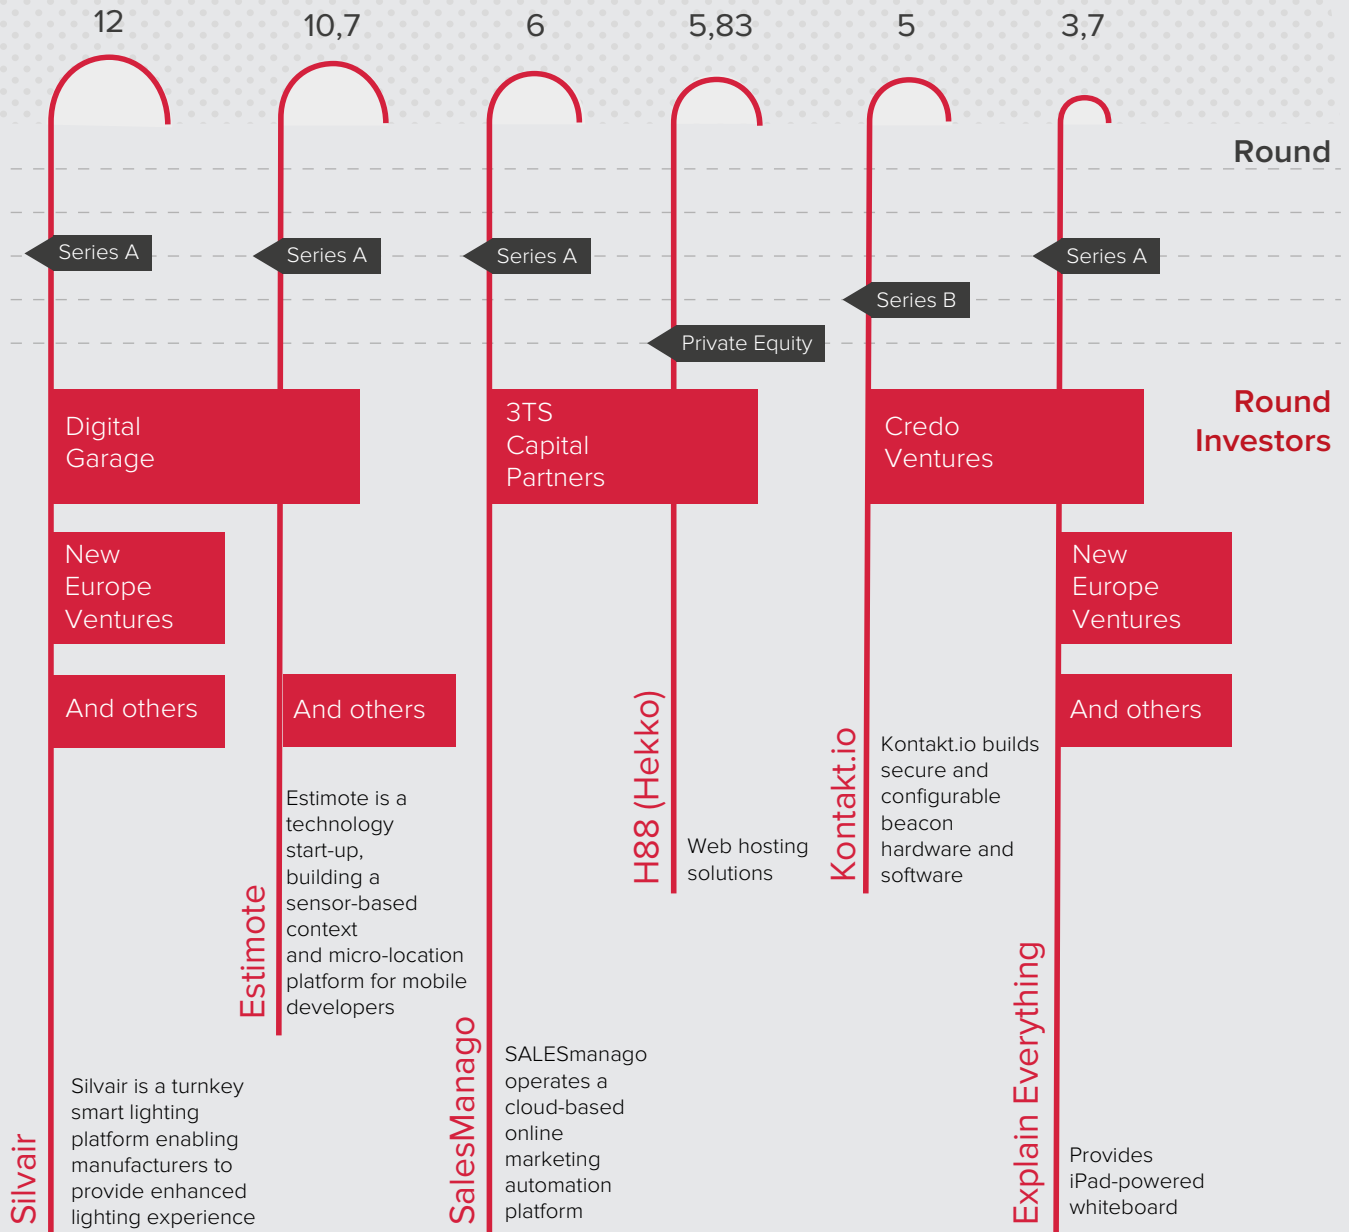 12
10,7
6
5,83
5
3,7
Round
Series A
Series A
Series A
Series A
Series B
Private Equity
Round
Investors
Digital
Garage
3TS
Capital
Partners
Credo
Ventures
New
Europe
Ventures
New
Europe
Ventures
And others
And others
And others
Silvair
Silvair is a turnkey
smart lighting
platform enabling
manufacturers to
provide enhanced
lighting experience
Estimote
Estimote is a
technology
start-up,
building a
sensor-based
context
and micro-location
platform for mobile
developers
SalesManago
SALESmanago
operates a
cloud-based
online
marketing
automation
platform
H88 (Hekko)
Web hosting
solutions
Kontakt.io
Kontakt.io builds
secure and
configurable
beacon
hardware and
software
Explain Everything
Provides
iPad-powered
whiteboard